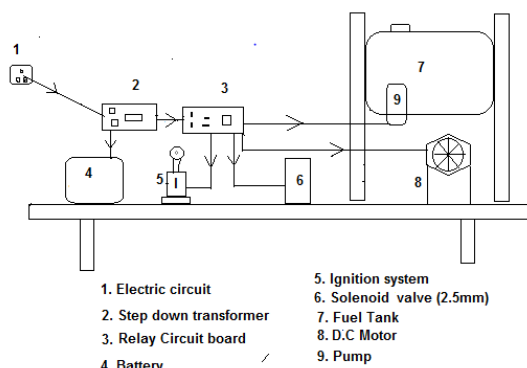 1
2
3
7
9
4
5
6
8
1. Electric circuit
2. Step down transformer
3. Relay Circuit board
4 Battery
5. Ignition system
6. Solenoid valve (2.5mm)
7. Fuel Tank
8. D.C Motor
9. Pump